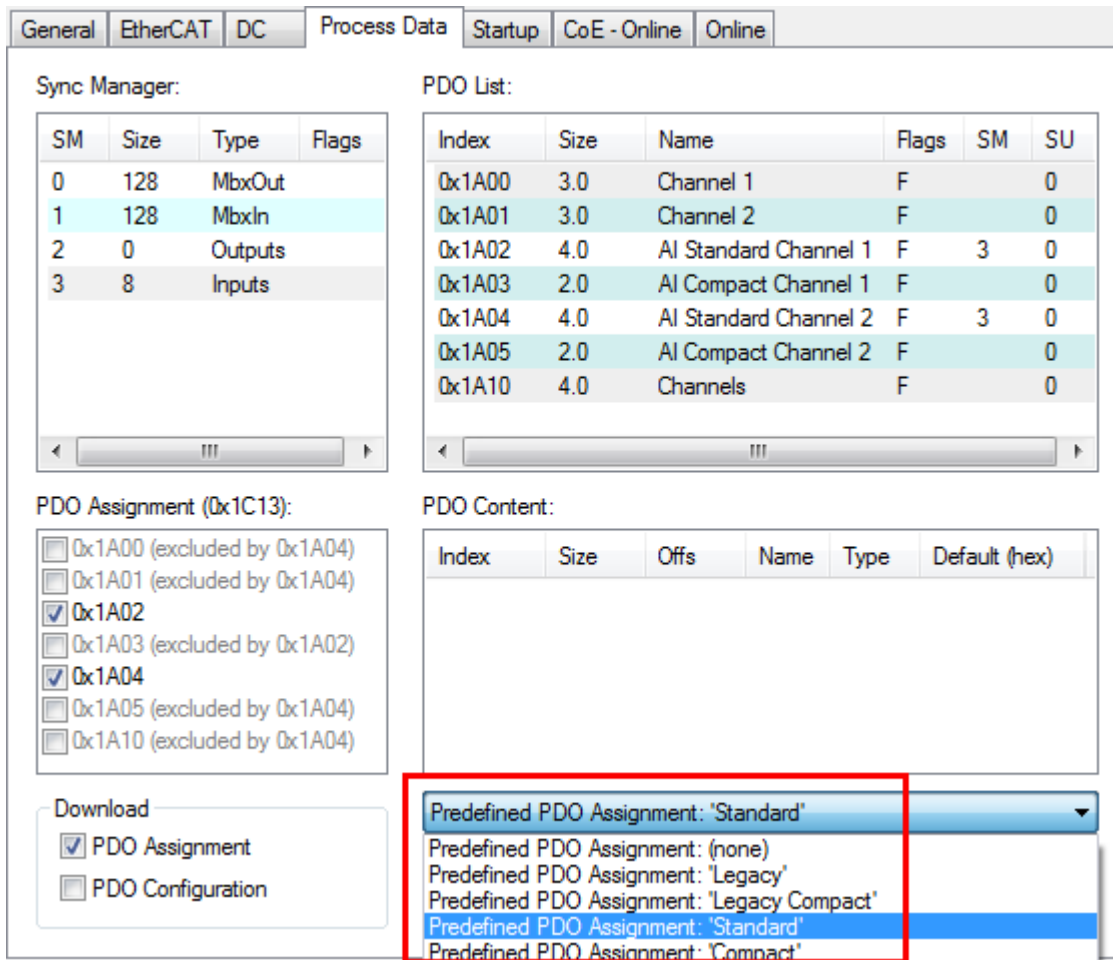 General EtherCAT DC Process Data Startup CoE - Online Online
Sync Manager:
SM Size Type Flags
0 128 MbxOut
1 128 MbxIn
2 0 Outputs
3 8 Inputs
PDO List:
Index Size Name Flags SM SU
0x1A00 3.0 Channel 1 F 0
0x1A01 3.0 Channel 2 F 0
0x1A02 4.0 AI Standard Channel 1 F 3 0
0x1A03 2.0 AI Compact Channel 1 F 0
0x1A04 4.0 AI Standard Channel 2 F 3 0
0x1A05 2.0 AI Compact Channel 2 F 0
0x1A10 4.0 Channels F 0
PDO Assignment (0x1C13):
0x1A00 (excluded by 0x1A04)
0x1A01 (excluded by 0x1A04)
0x1A02
0x1A03 (excluded by 0x1A02)
0x1A04
0x1A05 (excluded by 0x1A04)
0x1A10 (excluded by 0x1A04)
PDO Content:
Index Size Offs Name Type Default (hex)
Download
PDO Assignment
PDO Configuration
Predefined PDO Assignment: 'Standard'
Predefined PDO Assignment: (none)
Predefined PDO Assignment: 'Legacy'
Predefined PDO Assignment: 'Legacy Compact'
Predefined PDO Assignment: 'Standard'
Predefined PDO Assignment: 'Compact'